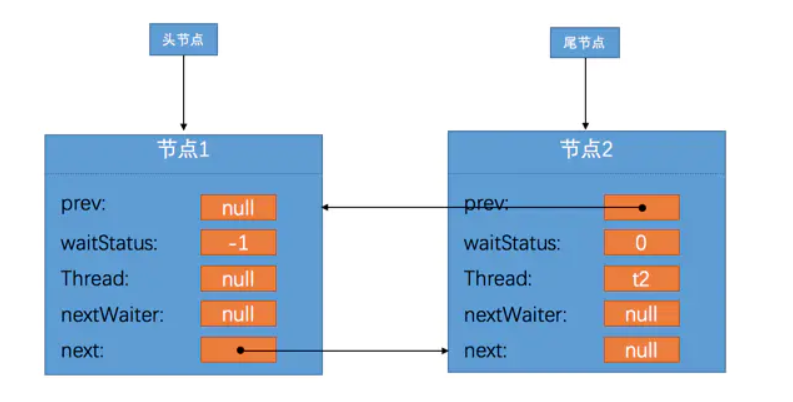 头节点
尾节点
节点1
prev: null
waitStatus: -1
Thread: null
nextWaiter: null
next:
节点2
prev:
waitStatus: 0
Thread: t2
nextWaiter: null
next: null